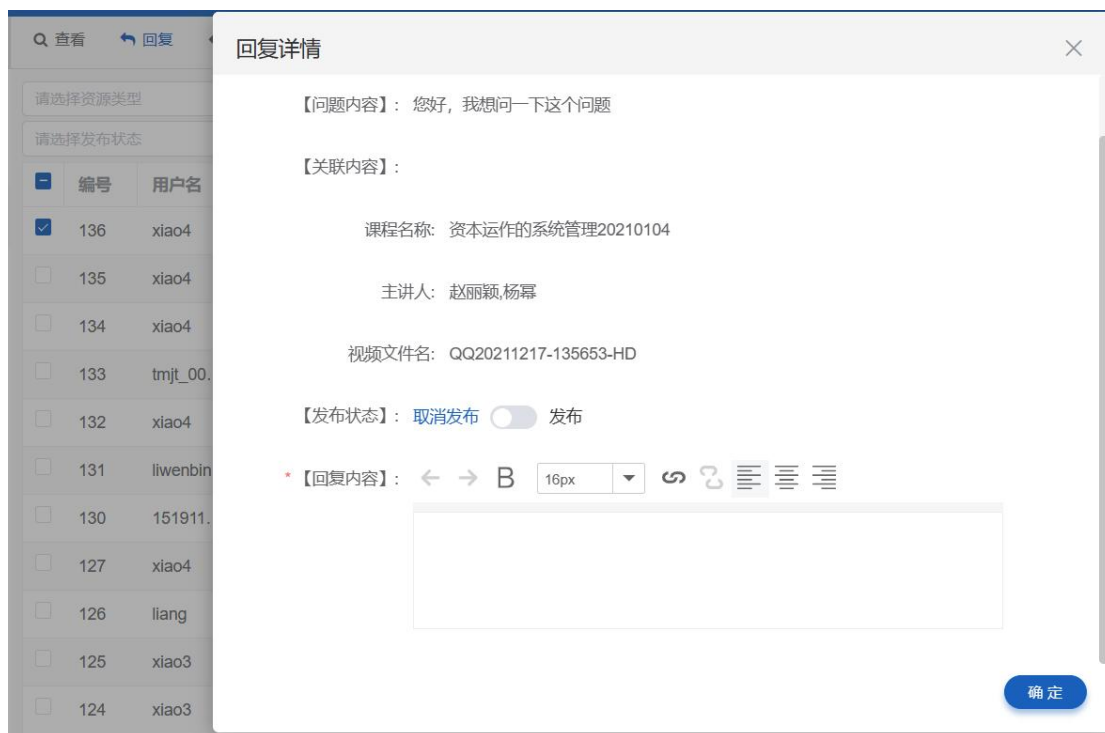 查看 回复
回复详情
请选择资源类型
请选择发布状态
编号 用户名
136 xiao4
135 xiao4
134 xiao4
133 tmjt_00.
132 xiao4
131 liwenbin
130 151911.
127 xiao4
126 liang
125 xiao3
124 xiao3
【问题内容】: 您好，我想问一下这个问题
【关联内容】:
课程名称: 资本运作的系统管理20210104
主讲人: 赵丽颖,杨幂
视频文件名: QQ20211217-135653-HD
【发布状态】: 取消发布 发布
* 【回复内容】: B 16px
确定